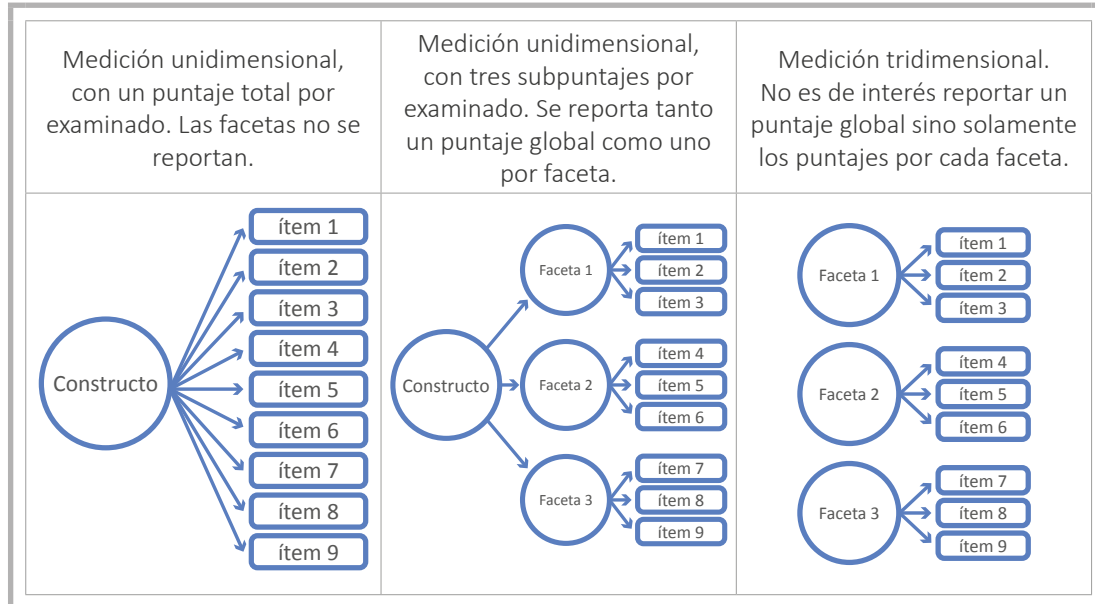 Medición unidimensional,
con un puntaje total por
examinado. Las facetas no se
reportan.
Medición unidimensional,
con tres subpuntajes por
examinado. Se reporta tanto
un puntaje global como uno
por faceta.
Medición tridimensional.
No es de interés reportar un
puntaje global sino solamente
los puntajes por cada faceta.
Constructo
ítem 1
ítem 2
ítem 3
ítem 4
ítem 5
ítem 6
ítem 7
ítem 8
ítem 9
Constructo
Faceta 1
ítem 1
ítem 2
ítem 3
Faceta 2
ítem 4
ítem 5
ítem 6
Faceta 3
ítem 7
ítem 8
ítem 9
Faceta 1
ítem 1
ítem 2
ítem 3
Faceta 2
ítem 4
ítem 5
ítem 6
Faceta 3
ítem 7
ítem 8
ítem 9